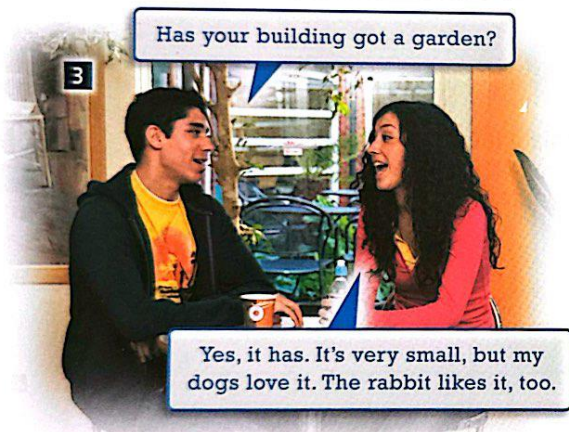 Has your building got a garden?
3
Yes, it has. It's very small, but my
dogs love it. The rabbit likes it, too.